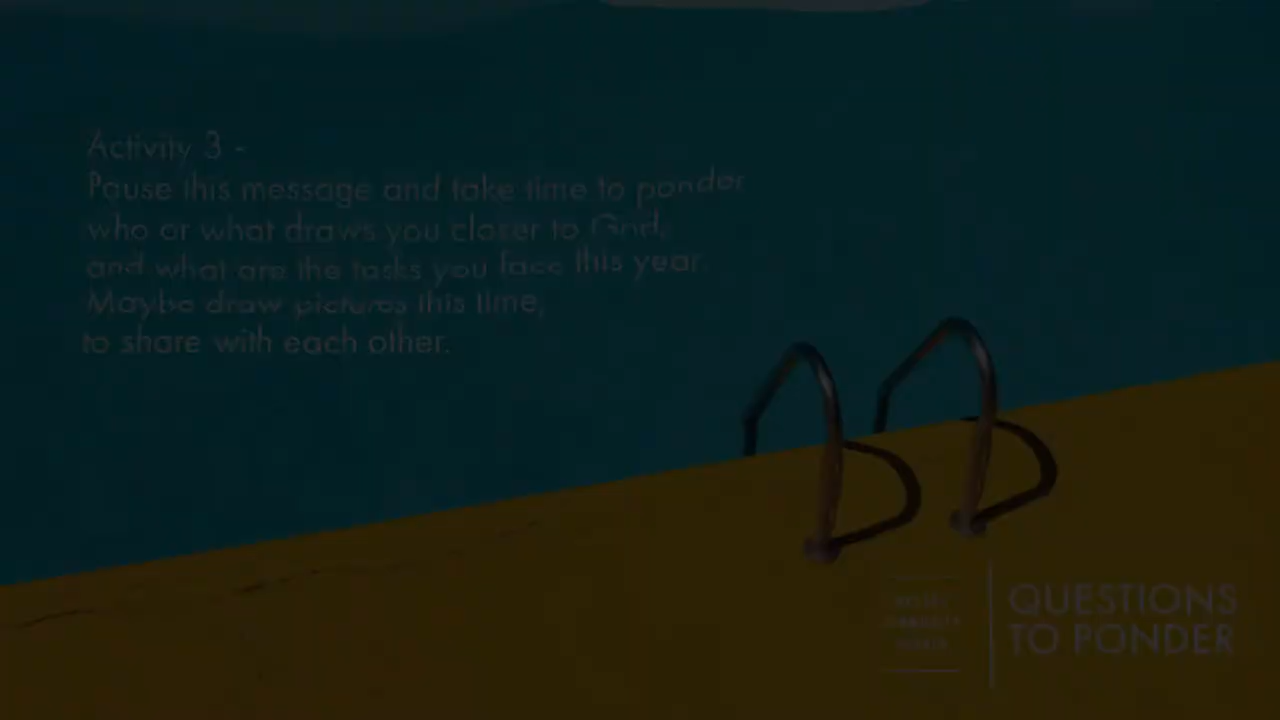 Activity 3 -
Pause this message and take time to ponder
who or what draws you closer to God,
and what are the tasks you face this year.
Maybe draw pictures this time,
to share with each other.
QUESTIONS
TO PONDER